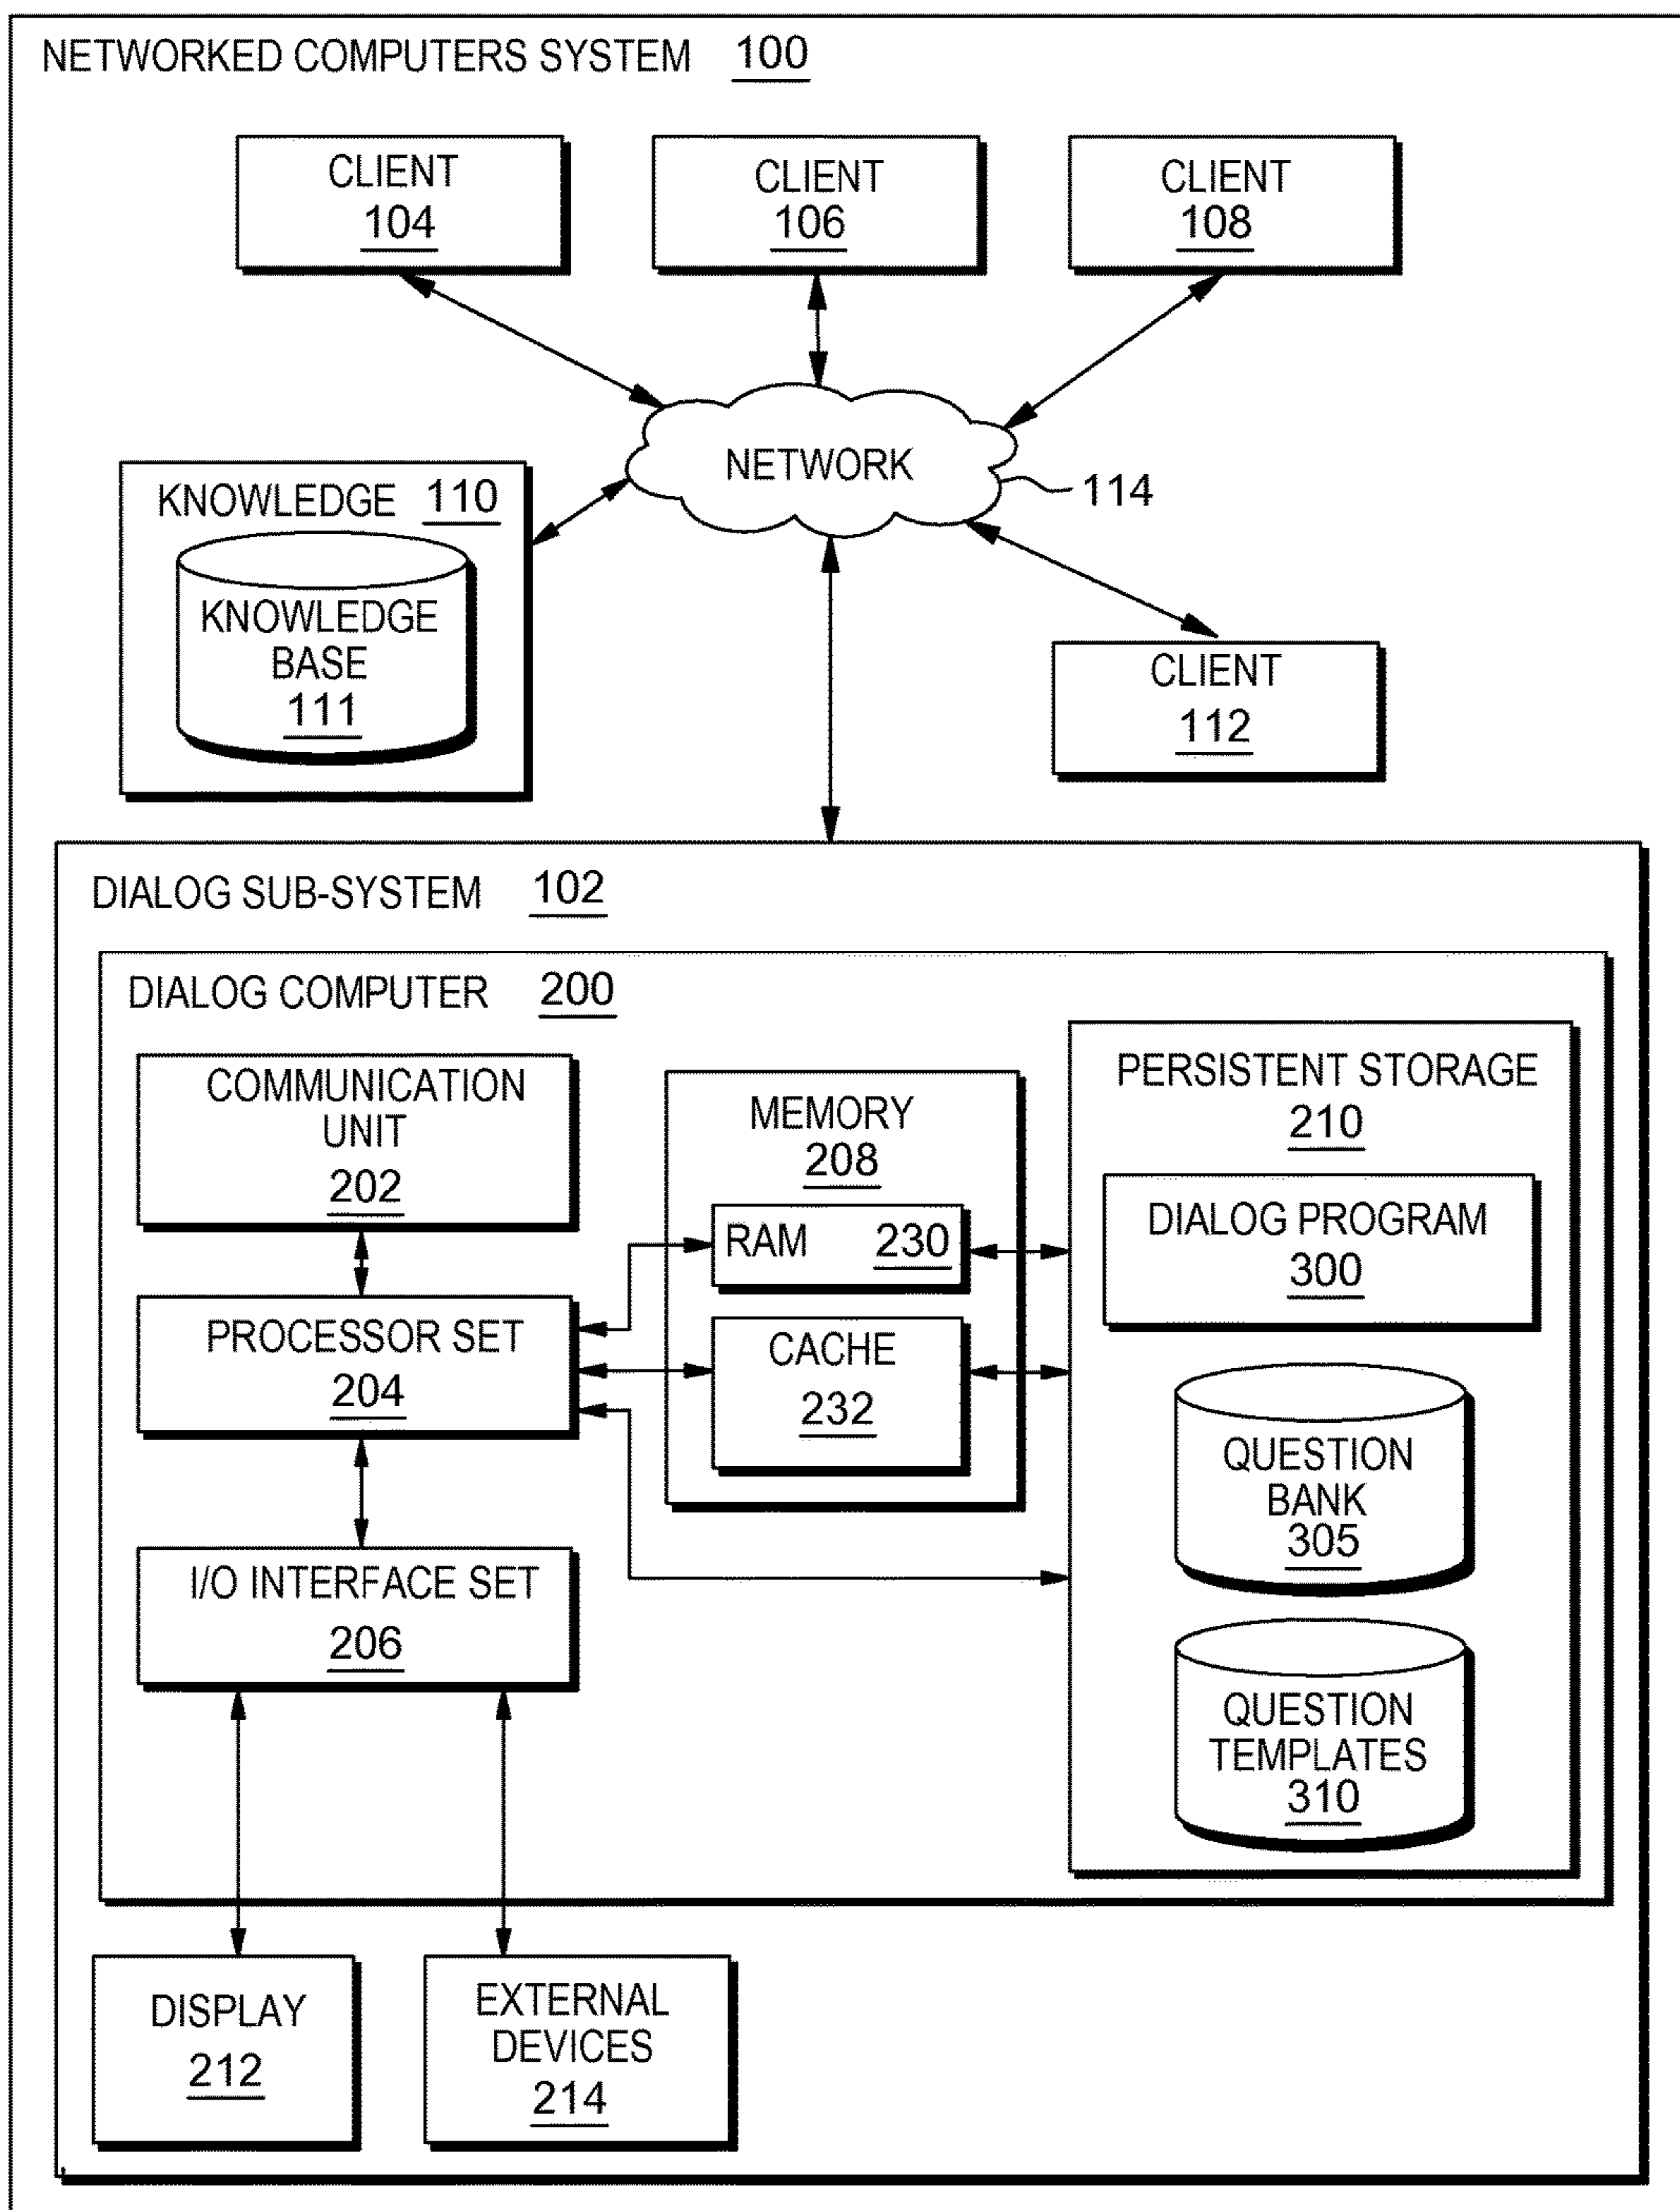 NETWORKED COMPUTERS SYSTEM 100
CLIENT
104
CLIENT
106
CLIENT
108
NETWORK
114
KNOWLEDGE 110
KNOWLEDGE
BASE
111
CLIENT
112
DIALOG SUB-SYSTEM 102
DIALOG COMPUTER 200
COMMUNICATION
UNIT
202
PROCESSOR SET
204
I/O INTERFACE SET
206
MEMORY
208
RAM 230
CACHE
232
PERSISTENT STORAGE
210
DIALOG PROGRAM
300
QUESTION
BANK
305
QUESTION
TEMPLATES
310
DISPLAY
212
EXTERNAL
DEVICES
214